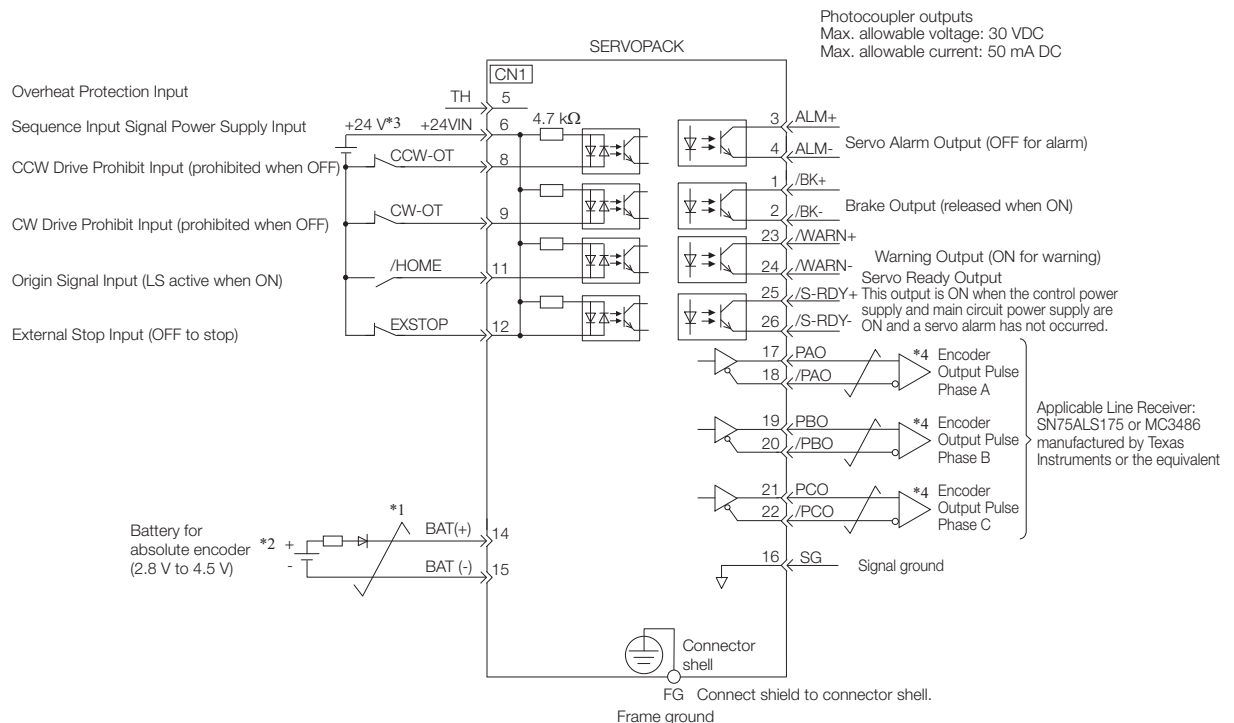 Photocoupler outputs
Max. allowable voltage: 30 VDC
Max. allowable current: 50 mA DC
SERVOPACK
CN1
Overheat Protection Input
TH
5
Sequence Input Signal Power Supply Input
+24 V*3
+24VIN
6
4.7 kΩ
CCW Drive Prohibit Input (prohibited when OFF)
CCW-OT
8
CW Drive Prohibit Input (prohibited when OFF)
CW-OT
9
Origin Signal Input (LS active when ON)
/HOME
11
External Stop Input (OFF to stop)
EXSTOP
12
3
ALM+
4
ALM-
Servo Alarm Output (OFF for alarm)
1
/BK+
2
/BK-
Brake Output (released when ON)
23
/WARN+
24
/WARN-
Warning Output (ON for warning)
Servo Ready Output
25
/S-RDY+
26
/S-RDY-
This output is ON when the control power
supply and main circuit power supply are
ON and a servo alarm has not occurred.
17
PAO
18
/PAO
*4
Encoder
Output Pulse
Phase A
19
PBO
20
/PBO
*4
Encoder
Output Pulse
Phase B
21
PCO
22
/PCO
*4
Encoder
Output Pulse
Phase C
Applicable Line Receiver:
SN75ALS175 or MC3486
manufactured by Texas
Instruments or the equivalent
Battery for
absolute encoder
(2.8 V to 4.5 V)
*2
+
-
*1
BAT(+)
14
BAT (-)
15
16
SG
Signal ground
Connector
shell
FG
Connect shield to connector shell.
Frame ground